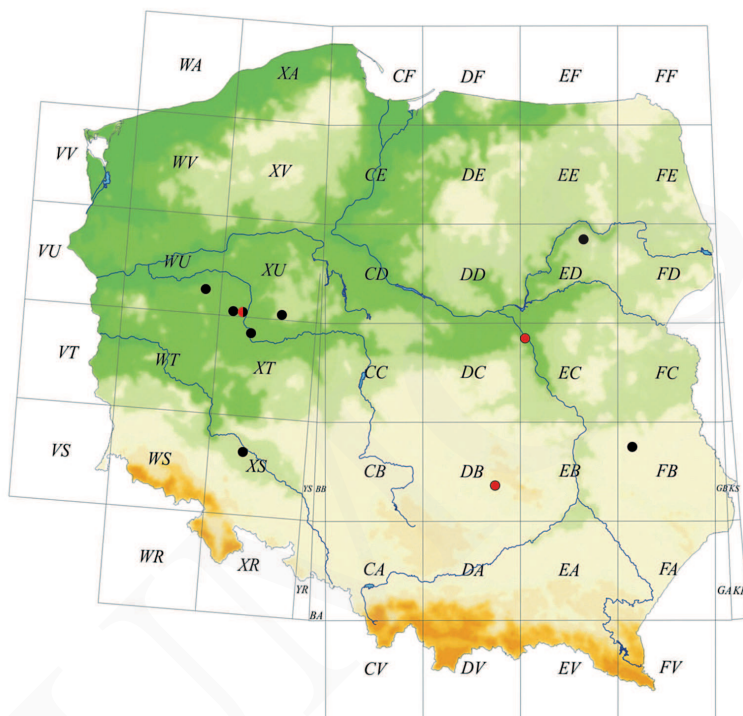 WA XA CF DF EF FF
VV WV XV CE DE EE FE
VU WU XU CD DD ED FD
VT WT XT CC DC EC FC
VS WS XS YS BB CB DB EB FB GB KS
WR XR YR CA DA EA FA GA
BA
CV DV EV FV